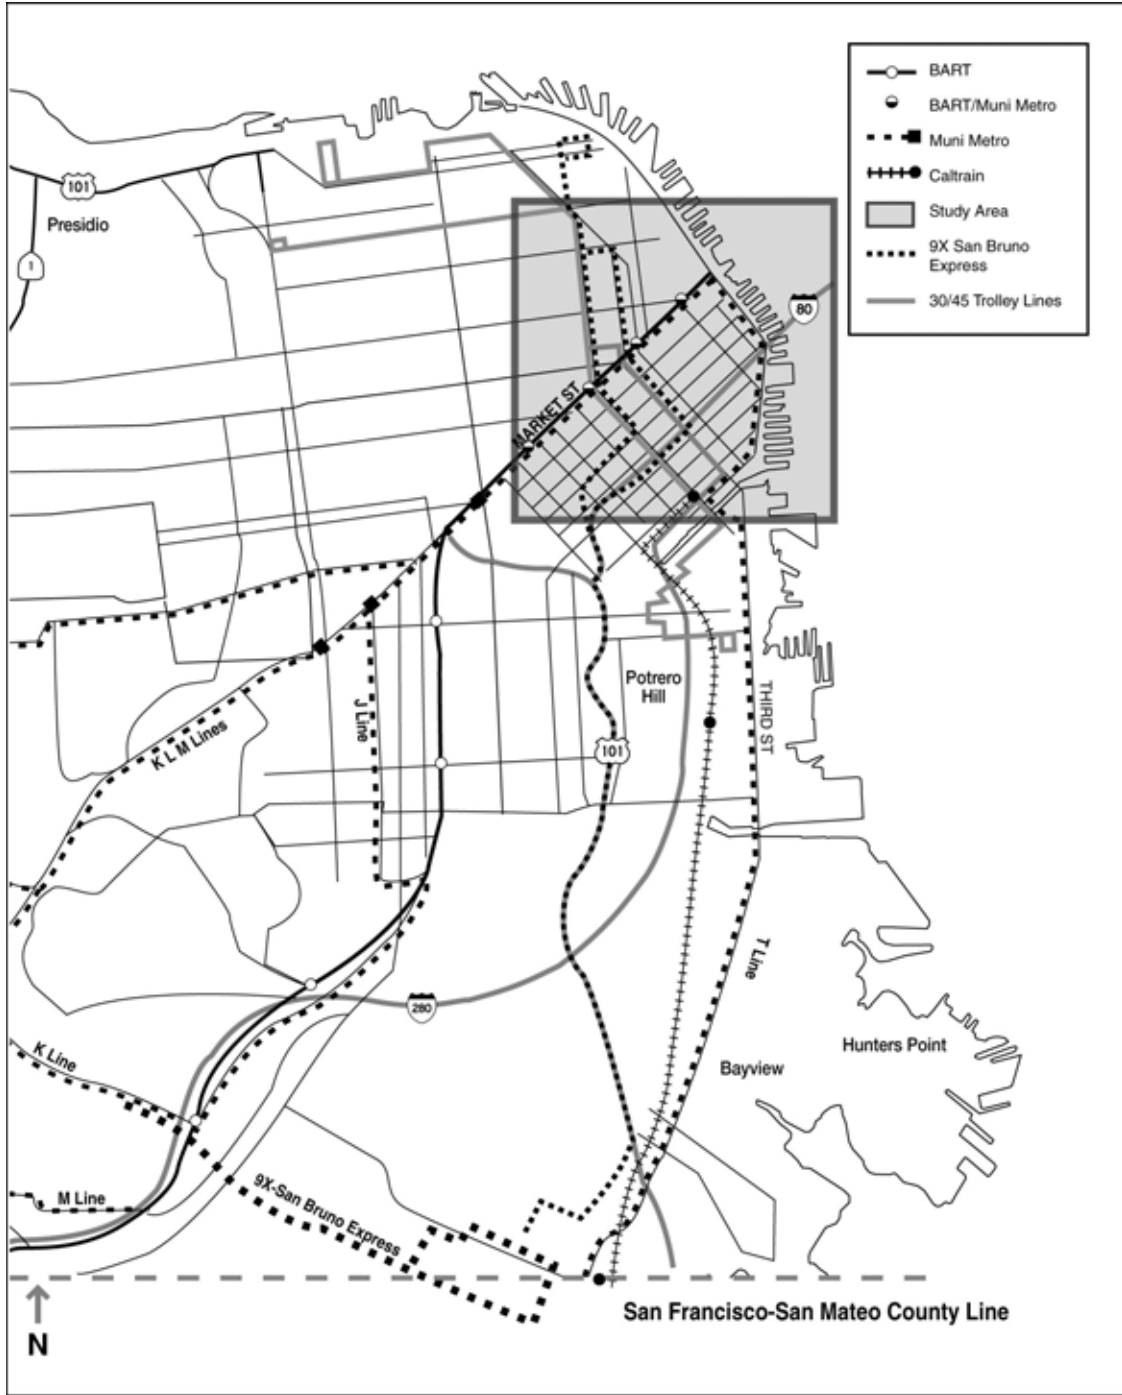 BART
BART/Muni Metro
Muni Metro
Caltrain
Study Area
9X San Bruno
Express
30/45 Trolley Lines
101
Presidio
1
80
MARKET ST
Potrero
Hill
THIRD ST
J Line
K L M Lines
101
T Line
280
Hunters Point
K Line
Bayview
M Line
9X-San Bruno Express
San Francisco-San Mateo County Line
N